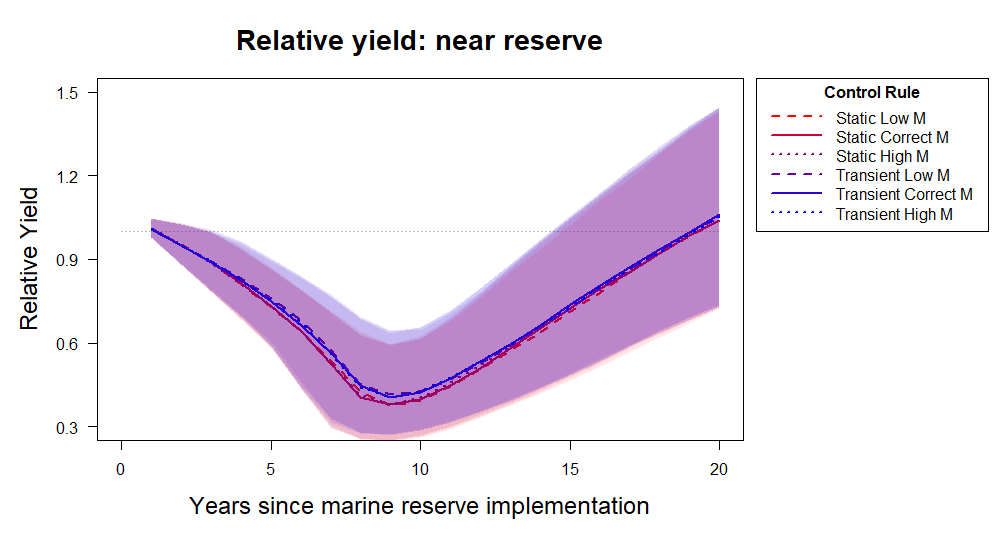 Relative yield: near reserve
Relative Yield
1.5
1.2
0.9
0.6
0.3
0
5
10
15
20
Years since marine reserve implementation
Control Rule
Static Low M
Static Correct M
Static High M
Transient Low M
Transient Correct M
Transient High M